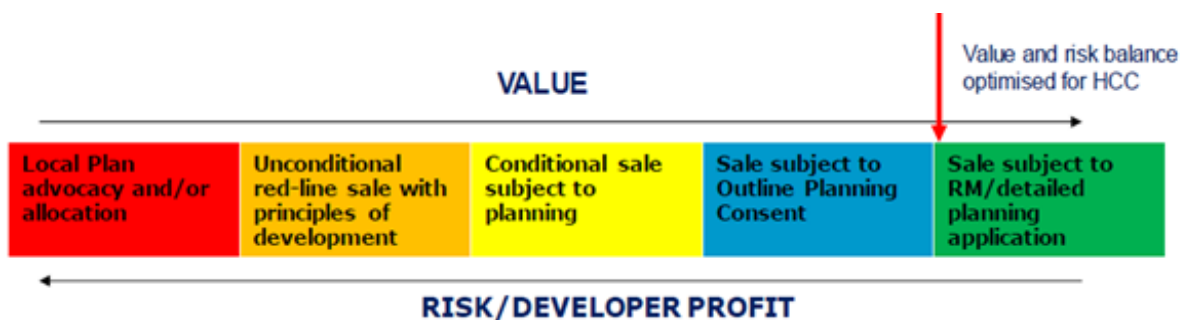 Value and risk balance
optimised for HCC
VALUE
Local Plan
advocacy and/or
allocation
Unconditional
red-line sale with
principles of
development
Conditional sale
subject to
planning
Sale subject to
Outline Planning
Consent
Sale subject to
RM/detailed
planning
application
RISK/DEVELOPER PROFIT